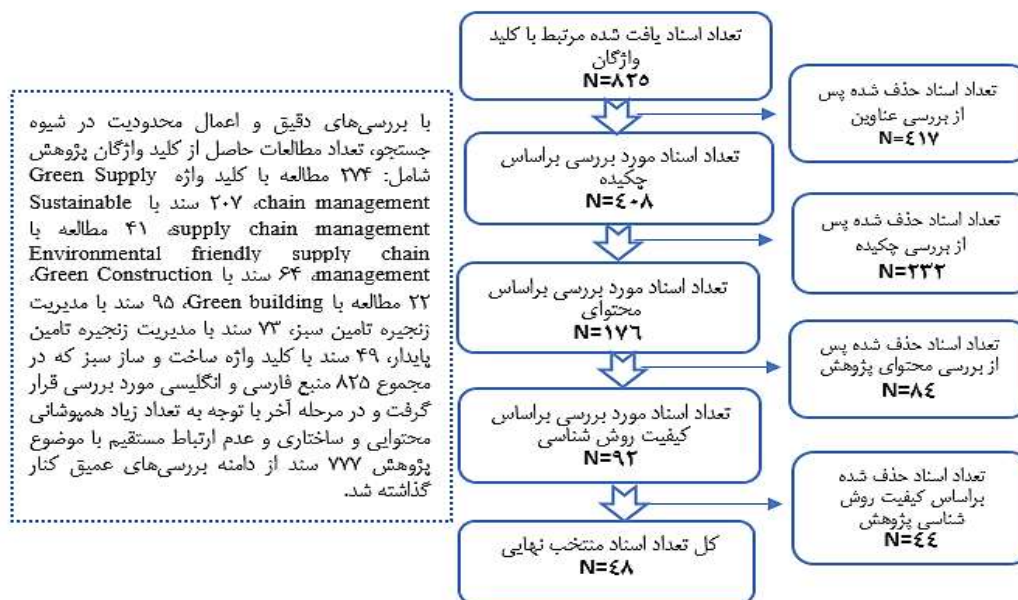 تعداد اسناد یافت شده مرتبط با کلید
واژگان
N=٨٢٥
تعداد اسناد حذف شده پس
از بررسی عناوین
N=٤١٧
تعداد اسناد مورد بررسی براساس
چکیده
N=٤٠٨
تعداد اسناد حذف شده پس
از بررسی چکیده
N=٢٣٢
تعداد اسناد مورد بررسی براساس
محتوای
N=١٧٦
تعداد اسناد حذف شده پس
از بررسی محتوای پژوهش
N=٨٤
تعداد اسناد مورد بررسی براساس
کیفیت روش شناسی
N=٩٢
تعداد اسناد حذف شده
براساس کیفیت روش
شناسی پژوهش
N=٤٤
کل تعداد اسناد منتخب نهایی
N=٤٨
با بررسی‌های دقیق و اعمال محدودیت در شیوه
جستجو، تعداد مطالعات حاصل از کلید واژگان پژوهش
شامل: ۲۷۴ مطالعه با کلید واژه Green Supply
chain management، ۲۰۷ سند با Sustainable
supply chain management، ۴۱ مطالعه با
Environmental friendly supply chain
management، ۶۴ سند با Green Construction،
۲۲ مطالعه با Green building، ۹۵ سند با مدیریت
زنجیره تامین سبز، ۷۳ سند با مدیریت زنجیره تامین
پایدار، ۴۹ سند با کلید واژه ساخت و ساز سبز که در
مجموع ۸۲۵ منبع فارسی و انگلیسی مورد بررسی قرار
گرفت و در مرحله آخر با توجه به تعداد زیاد همپوشانی
محتوایی و ساختاری و عدم ارتباط مستقیم با موضوع
پژوهش ۷۷۷ سند از دامنه بررسی‌های عمیق کنار
گذاشته شد.